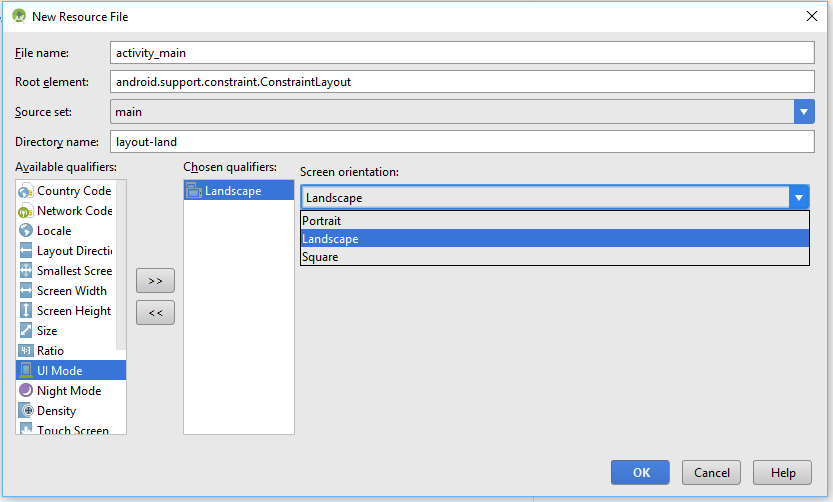 New Resource File
File name: activity_main
Root element: android.support.constraint.ConstraintLayout
Source set: main
Directory name: layout-land
Available qualifiers:
Country Code
Network Code
Locale
Layout Directi
Smallest Scree
Screen Width
Screen Height
Size
Ratio
UI Mode
Night Mode
Density
Touch Screen
>>
<<
Chosen qualifiers:
Landscape
Screen orientation:
Landscape
Portrait
Landscape
Square
OK Cancel Help